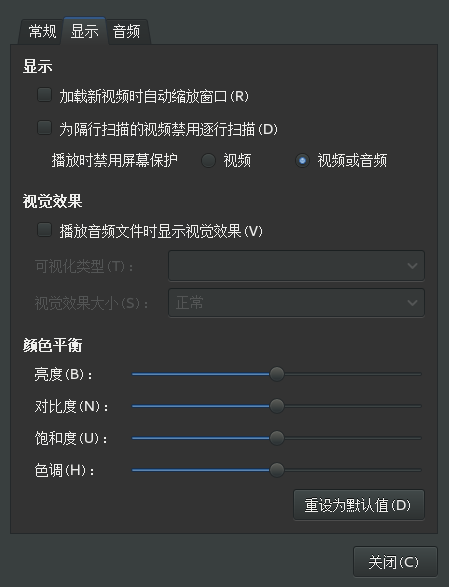 常规 显示 音频
显示
加载新视频时自动缩放窗口(R)
为隔行扫描的视频禁用逐行扫描(D)
播放时禁用屏幕保护 视频 视频或音频
视觉效果
播放音频文件时显示视觉效果(V)
可视化类型(T)：
视觉效果大小(S)： 正常
颜色平衡
亮度(B)：
对比度(N)：
饱和度(U)：
色调(H)：
重设为默认值(D)
关闭(C)